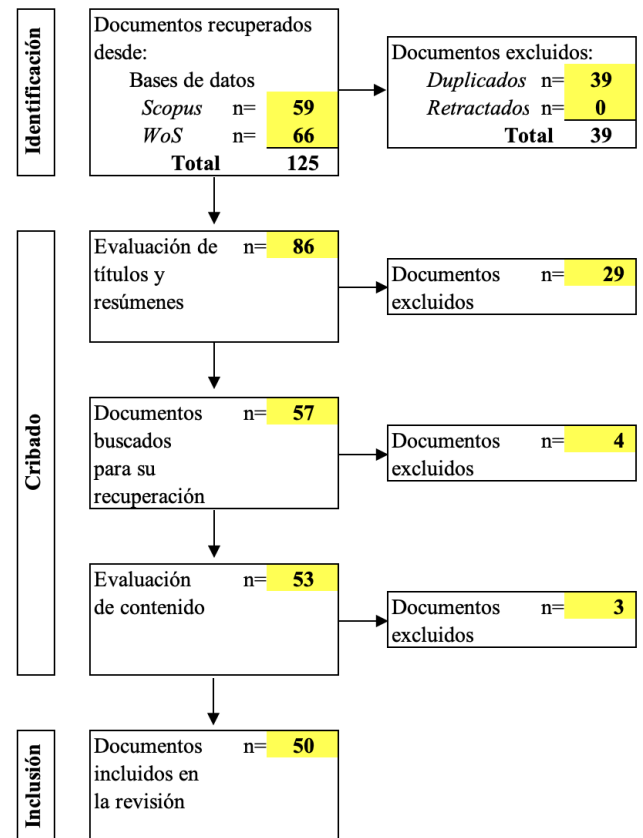 Identificación
Documentos recuperados
desde:
Bases de datos
Scopus n= 59
WoS n= 66
Total 125
Documentos excluidos:
Duplicados n= 39
Retractados n= 0
Total 39
Cribado
Evaluación de n= 86
títulos y
resúmenes
Documentos n= 29
excluidos
Documentos n= 57
buscados
para su
recuperación
Documentos n= 4
excluidos
Evaluación n= 53
de contenido
Documentos n= 3
excluidos
Inclusión
Documentos n= 50
incluidos en
la revisión